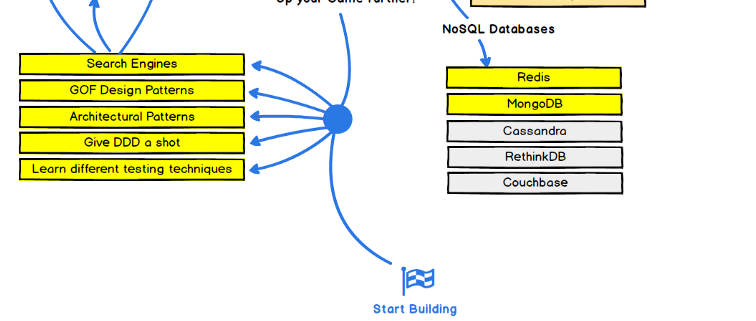 Up your Game further!
NoSQL Databases
Search Engines
GOF Design Patterns
Architectural Patterns
Give DDD a shot
Learn different testing techniques
Redis
MongoDB
Cassandra
RethinkDB
Couchbase
Start Building